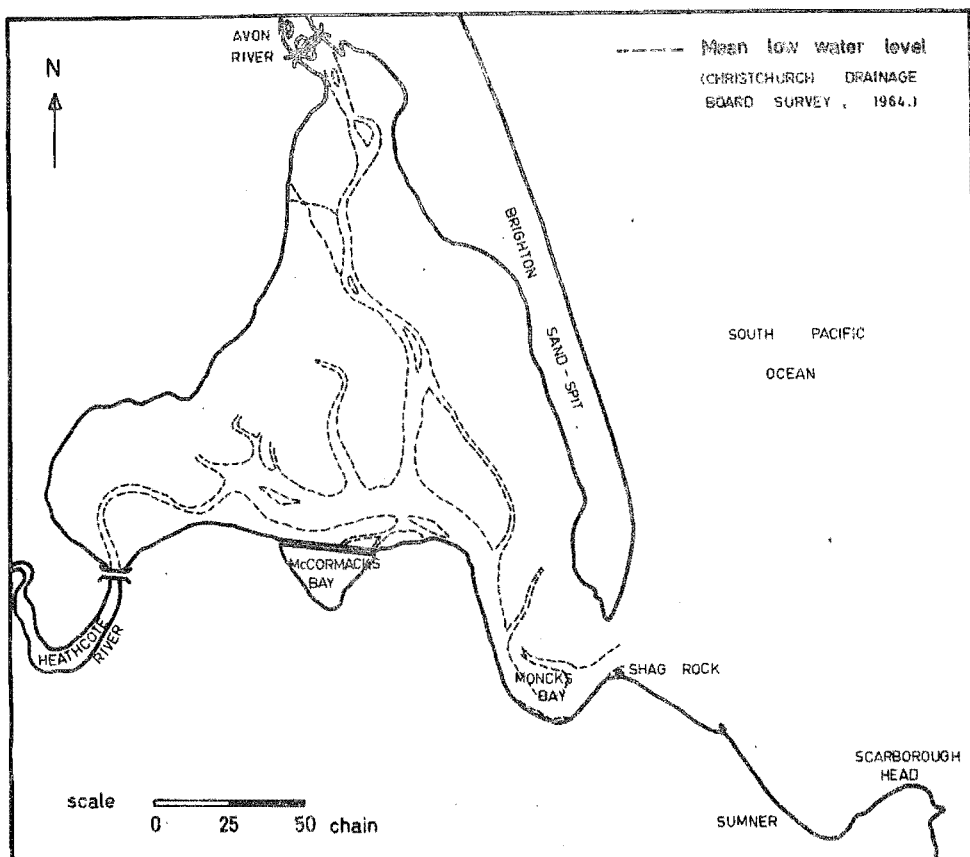 AVON
RIVER
N
Mean low water level
(CHRISTCHURCH DRAINAGE
BOARD SURVEY, 1964.)
BRIGHTON
SAND-SPIT
SOUTH PACIFIC
OCEAN
McCORMACKS
BAY
HEATHCOTE
RIVER
MONCKS
BAY
SHAG ROCK
SCARBOROUGH
HEAD
SUMNER
scale
0 25 50 chain